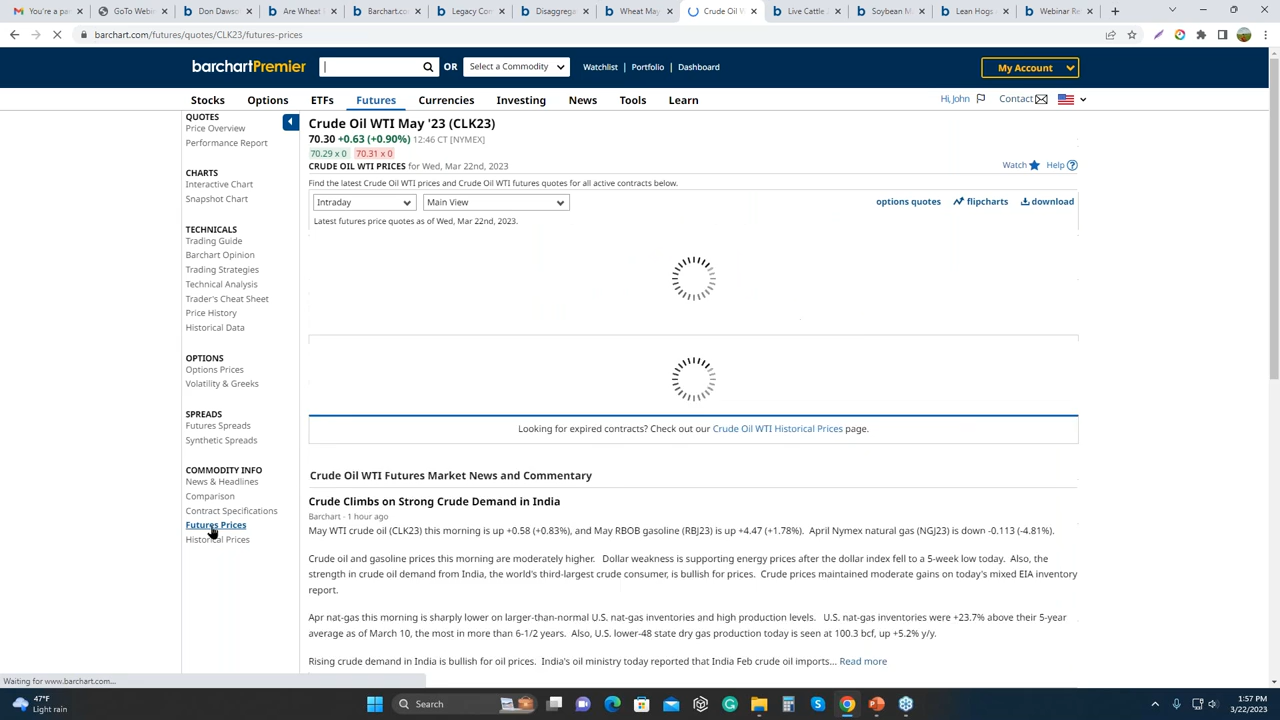 You're a pa
GoTo Web
Don Dawso
Are Wheat
Barchart.co
Legacy Com
Disaggrega
Wheat May
Crude Oil W
Live Cattle
Soybean M
Lean Hogs
Webinar Re
barchart.com/futures/quotes/CLK23/futures-prices
barchartPremier
OR
Select a Commodity
Watchlist
Portfolio
Dashboard
My Account
Stocks
Options
ETFs
Futures
Currencies
Investing
News
Tools
Learn
Hi, John
Contact
QUOTES
Price Overview
Performance Report
CHARTS
Interactive Chart
Snapshot Chart
TECHNICALS
Trading Guide
Barchart Opinion
Trading Strategies
Technical Analysis
Trader's Cheat Sheet
Price History
Historical Data
OPTIONS
Options Prices
Volatility & Greeks
SPREADS
Futures Spreads
Synthetic Spreads
COMMODITY INFO
News & Headlines
Comparison
Contract Specifications
Futures Prices
Historical Prices
Crude Oil WTI May '23 (CLK23)
70.30 +0.63 (+0.90%) 12:46 CT [NYMEX]
70.29 x 0 70.31 x 0
CRUDE OIL WTI PRICES for Wed, Mar 22nd, 2023
Watch
Help
Find the latest Crude Oil WTI prices and Crude Oil WTI futures quotes for all active contracts below.
Intraday
Main View
options quotes
flipcharts
download
Latest futures price quotes as of Wed, Mar 22nd, 2023.
Looking for expired contracts? Check out our Crude Oil WTI Historical Prices page.
Crude Oil WTI Futures Market News and Commentary
Crude Climbs on Strong Crude Demand in India
Barchart - 1 hour ago
May WTI crude oil (CLK23) this morning is up +0.58 (+0.83%), and May RBOB gasoline (RBJ23) is up +4.47 (+1.78%). April Nymex natural gas (NGJ23) is down -0.113 (-4.81%).
Crude oil and gasoline prices this morning are moderately higher. Dollar weakness is supporting energy prices after the dollar index fell to a 5-week low today. Also, the
strength in crude oil demand from India, the world's third-largest crude consumer, is bullish for prices. Crude prices maintained moderate gains on today's mixed EIA inventory
report.
Apr nat-gas this morning is sharply lower on larger-than-normal U.S. nat-gas inventories and high production levels. U.S. nat-gas inventories were +23.7% above their 5-year
average as of March 10, the most in more than 6-1/2 years. Also, U.S. lower-48 state dry gas production today is seen at 100.3 bcf, up +5.2% y/y.
Rising crude demand in India is bullish for oil prices. India's oil ministry today reported that India Feb crude oil imports... Read more
Waiting for www.barchart.com...
47°F
Light rain
Search
1:57 PM
3/22/2023